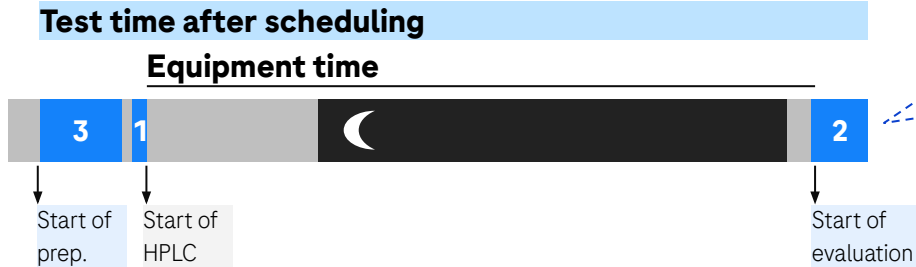 Test time after scheduling
Equipment time
3 1 2
Start of
prep.
Start of
HPLC
Start of
evaluation